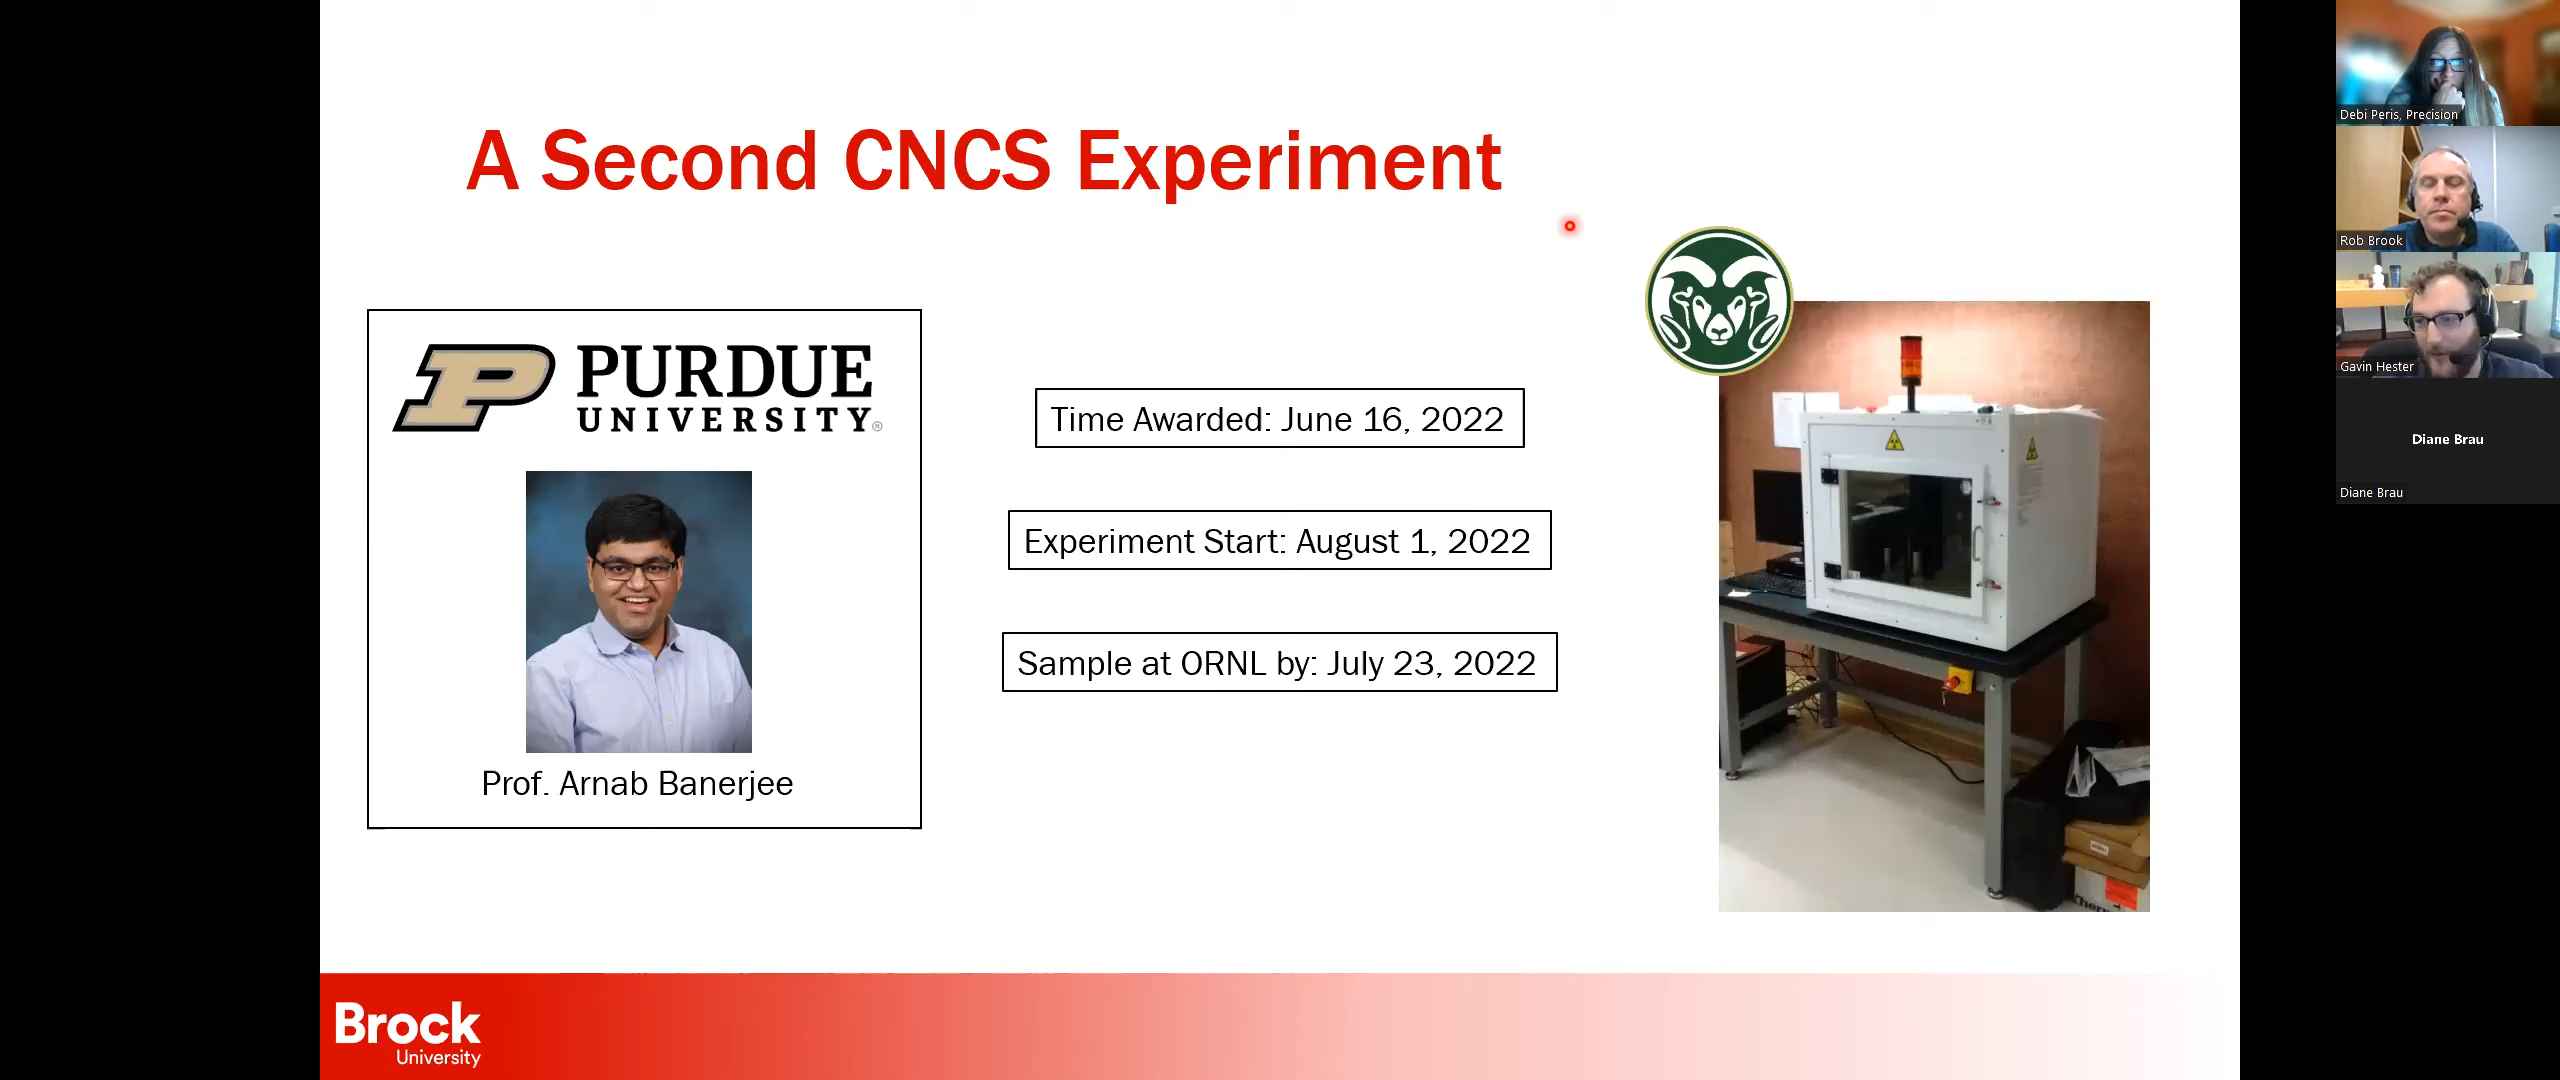 A Second CNCS Experiment
PURDUE
UNIVERSITY®
Prof. Arnab Banerjee
Time Awarded: June 16, 2022
Experiment Start: August 1, 2022
Sample at ORNL by: July 23, 2022
Brock
University
Debi Peris, Precision
Rob Brook
Gavin Hester
Diane Brau
Diane Brau